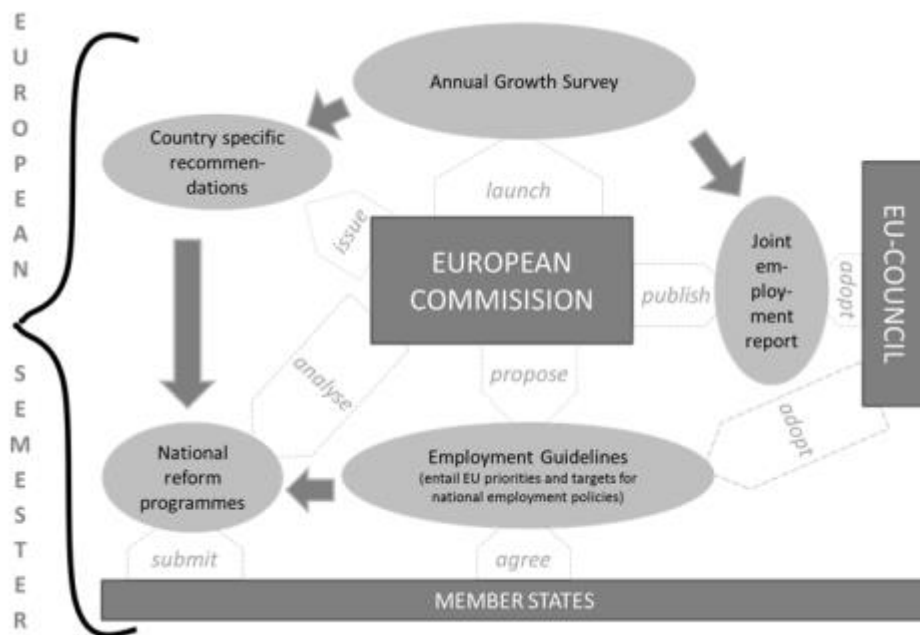 EUROPEAN SEMESTER
Annual Growth Survey
Country specific
recommen-
dations
launch
issue
EUROPEAN
COMMISISION
publish
Joint
em-
ploy-
ment
report
adopt
EU-COUNCIL
analyse
propose
adopt
National
reform
programmes
Employment Guidelines
(entail EU priorities and targets for
national employment policies)
submit
agree
MEMBER STATES